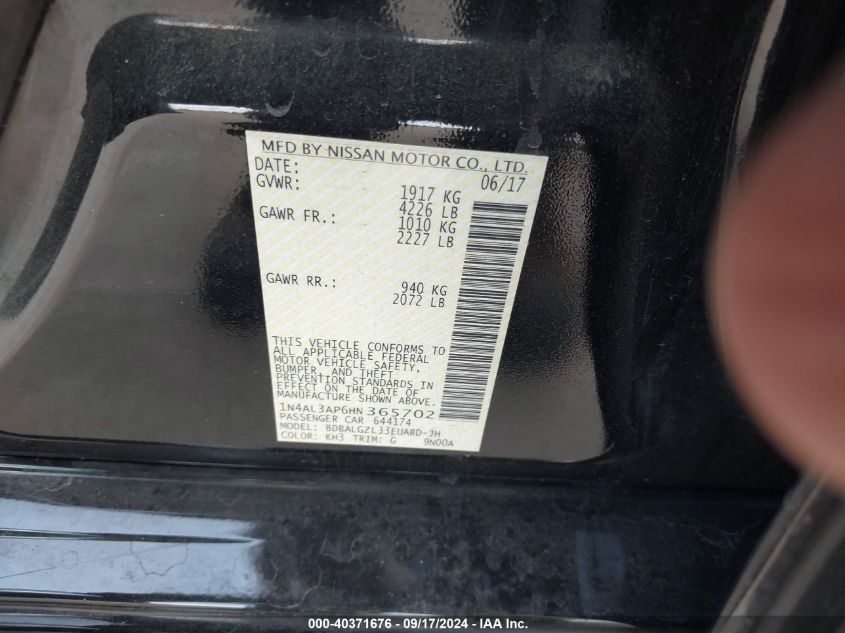 MFD BY NISSAN MOTOR CO., LTD.
DATE: 06/17
GVWR: 1917 KG
4226 LB
GAWR FR.: 1010 KG
2227 LB
GAWR RR.: 940 KG
2072 LB
THIS VEHICLE CONFORMS TO
ALL APPLICABLE FEDERAL
MOTOR VEHICLE SAFETY,
BUMPER, AND THEFT
PREVENTION STANDARDS IN
EFFECT ON THE DATE OF
MANUFACTURE SHOWN ABOVE.
1N4AL3AP6HN365702
PASSENGER CAR 644174
MODEL: BDBALGZL33EUABD-JH
COLOR: KH3 TRIM: G 9N00A
000-40371676 - 09/17/2024 - IAA Inc.